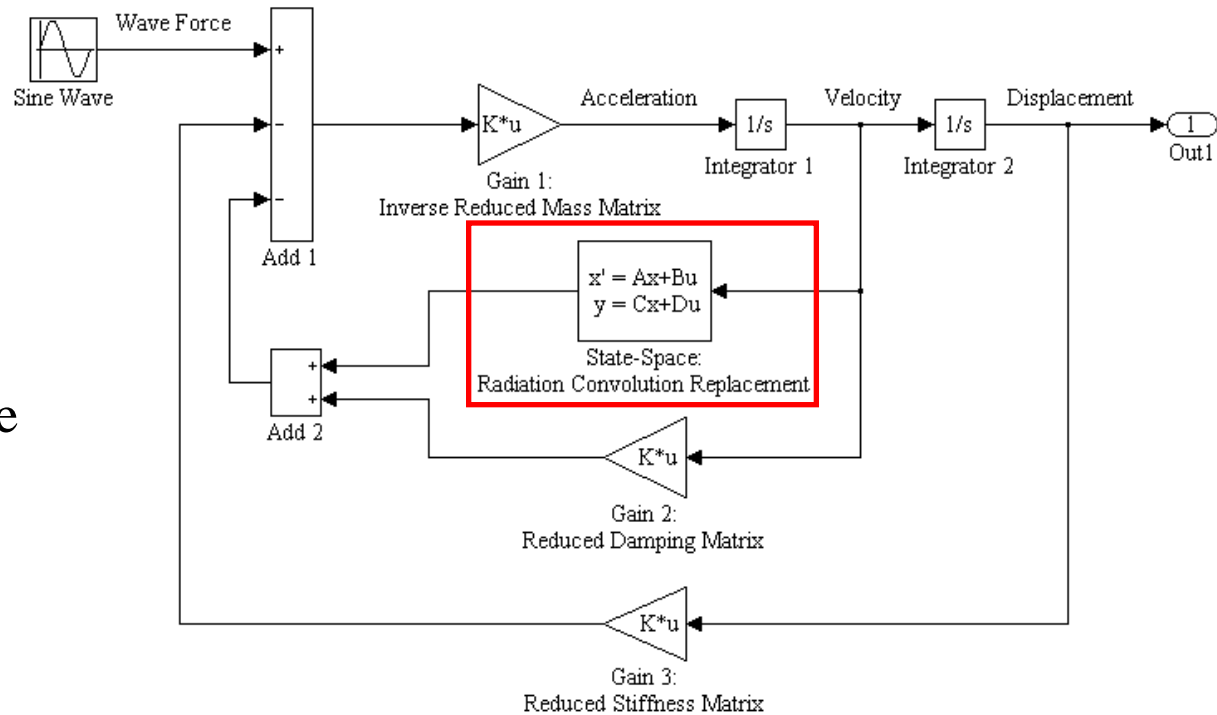 Wave Force
+
Sine Wave
−
−
Add 1
K*u
Gain 1:
Inverse Reduced Mass Matrix
Acceleration
1/s
Integrator 1
Velocity
1/s
Integrator 2
Displacement
1
Out1
x' = Ax+Bu
y = Cx+Du
State-Space:
Radiation Convolution Replacement
+
+
Add 2
e
K*u
Gain 2:
Reduced Damping Matrix
K*u
Gain 3:
Reduced Stiffness Matrix